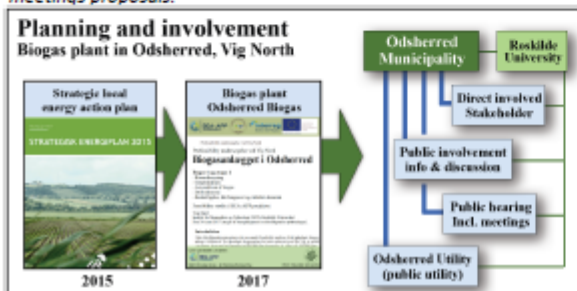 meetings proposals.
Planning and involvement
Biogas plant in Odsherred, Vig North
Strategic local
energy action plan
STRATEGISK ENERGIPLAN 2015
2015
Biogas plant
Odsherred Biogas
Biogasanlægget i Odsherred
2017
Odsherred
Municipality
Roskilde
University
Direct involved
Stakeholder
Public involvement
info & discussion
Public hearing
Incl. meetings
Odsherred Utility
(public utility)